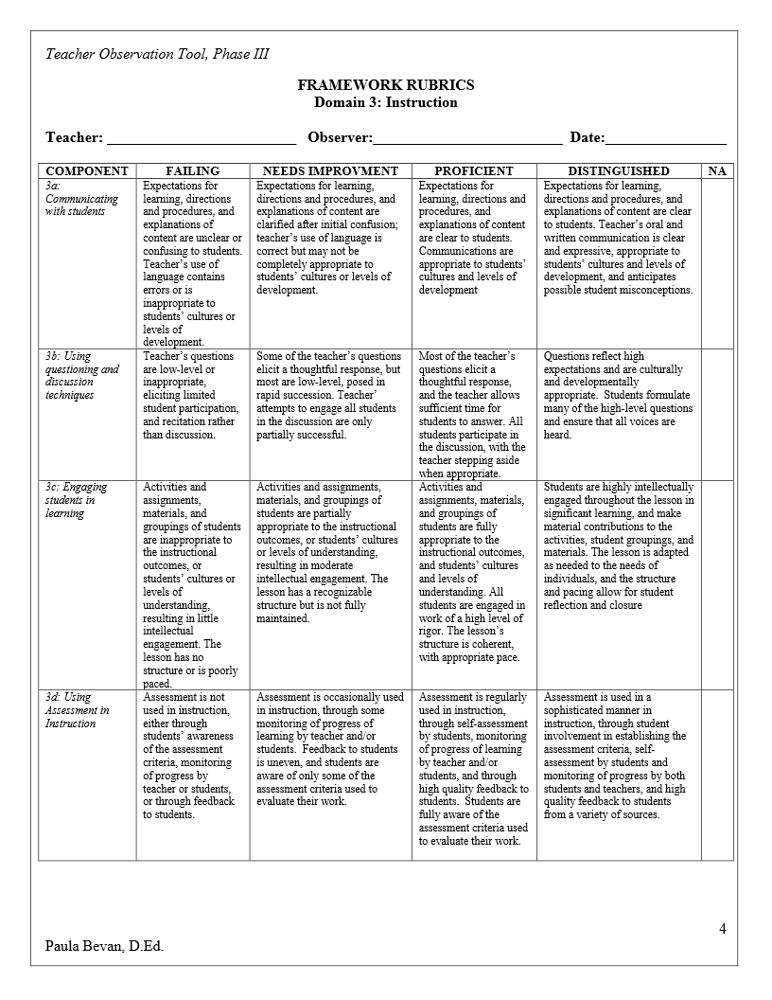 Teacher Observation Tool, Phase III
FRAMEWORK RUBRICS
Domain 3: Instruction
Teacher: _________________________ Observer:_________________________ Date:________________
COMPONENT FAILING NEEDS IMPROVMENT PROFICIENT DISTINGUISHED NA
3a:
Communicating
with students
Expectations for
learning, directions
and procedures, and
explanations of
content are unclear or
confusing to students.
Teacher’s use of
language contains
errors or is
inappropriate to
students’ cultures or
levels of
development.
Expectations for learning,
directions and procedures, and
explanations of content are
clarified after initial confusion;
teacher’s use of language is
correct but may not be
completely appropriate to
students’ cultures or levels of
development.
Expectations for
learning, directions and
procedures, and
explanations of content
are clear to students.
Communications are
appropriate to students’
cultures and levels of
development
Expectations for learning,
directions and procedures, and
explanations of content are clear
to students. Teacher’s oral and
written communication is clear
and expressive, appropriate to
students’ cultures and levels of
development, and anticipates
possible student misconceptions.
3b: Using
questioning and
discussion
techniques
Teacher’s questions
are low-level or
inappropriate,
eliciting limited
student participation,
and recitation rather
than discussion.
Some of the teacher’s questions
elicit a thoughtful response, but
most are low-level, posed in
rapid succession. Teacher’
attempts to engage all students
in the discussion are only
partially successful.
Most of the teacher’s
questions elicit a
thoughtful response,
and the teacher allows
sufficient time for
students to answer. All
students participate in
the discussion, with the
teacher stepping aside
when appropriate.
Questions reflect high
expectations and are culturally
and developmentally
appropriate. Students formulate
many of the high-level questions
and ensure that all voices are
heard.
3c: Engaging
students in
learning
Activities and
assignments,
materials, and
groupings of students
are inappropriate to
the instructional
outcomes, or
students’ cultures or
levels of
understanding,
resulting in little
intellectual
engagement. The
lesson has no
structure or is poorly
paced.
Activities and assignments,
materials, and groupings of
students are partially
appropriate to the instructional
outcomes, or students’ cultures
or levels of understanding,
resulting in moderate
intellectual engagement. The
lesson has a recognizable
structure but is not fully
maintained.
Activities and
assignments, materials,
and groupings of
students are fully
appropriate to the
instructional outcomes,
and students’ cultures
and levels of
understanding. All
students are engaged in
work of a high level of
rigor. The lesson’s
structure is coherent,
with appropriate pace.
Students are highly intellectually
engaged throughout the lesson in
significant learning, and make
material contributions to the
activities, student groupings, and
materials. The lesson is adapted
as needed to the needs of
individuals, and the structure
and pacing allow for student
reflection and closure
3d: Using
Assessment in
Instruction
Assessment is not
used in instruction,
either through
students’ awareness
of the assessment
criteria, monitoring
of progress by
teacher or students,
or through feedback
to students.
Assessment is occasionally used
in instruction, through some
monitoring of progress of
learning by teacher and/or
students. Feedback to students
is uneven, and students are
aware of only some of the
assessment criteria used to
evaluate their work.
Assessment is regularly
used in instruction,
through self-assessment
by students, monitoring
of progress of learning
by teacher and/or
students, and through
high quality feedback to
students. Students are
fully aware of the
assessment criteria used
to evaluate their work.
Assessment is used in a
sophisticated manner in
instruction, through student
involvement in establishing the
assessment criteria, self-
assessment by students and
monitoring of progress by both
students and teachers, and high
quality feedback to students
from a variety of sources.
4
Paula Bevan, D.Ed.